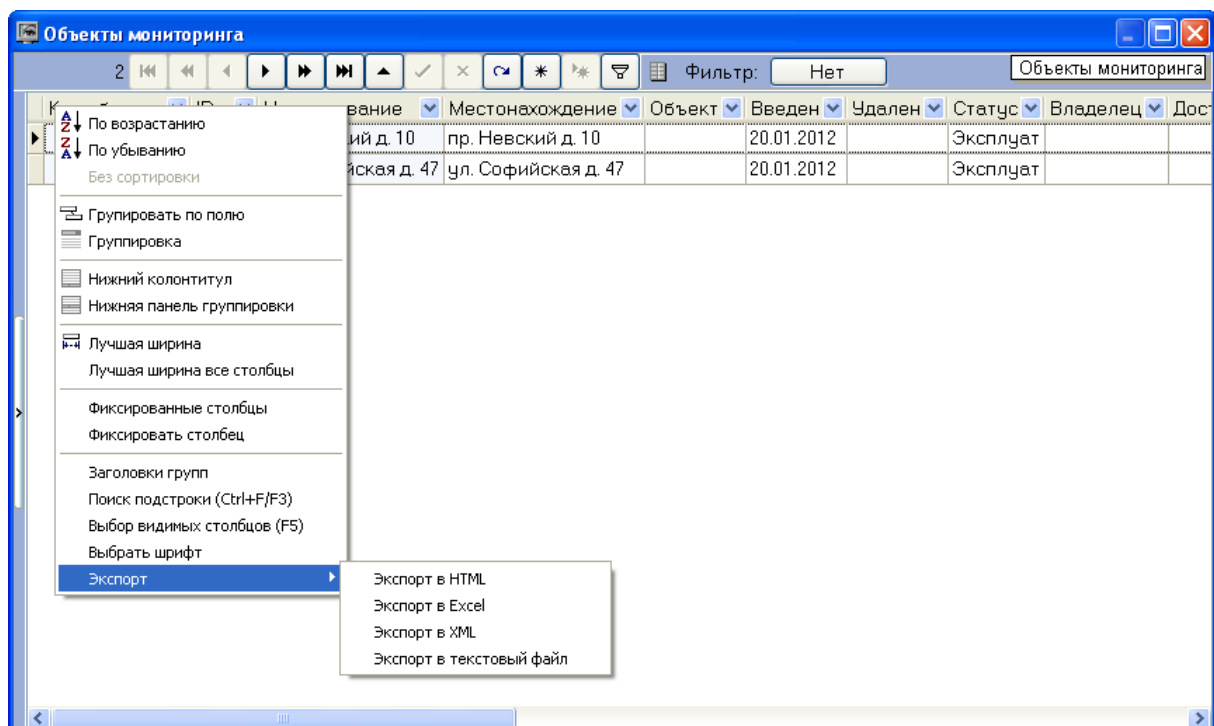 Объекты мониторинга
2 Фильтр: Нет Объекты мониторинга
Местонахождение Объект Введен Удален Статус Владелец
ий д. 10 пр. Невский д. 10 20.01.2012 Эксплуат
йская д. 47 ул. Софийская д. 47 20.01.2012 Эксплуат
По возрастанию
По убыванию
Без сортировки
Групировать по полю
Группировка
Нижний колонтитул
Нижняя панель группировки
Лучшая ширина
Лучшая ширина все столбцы
Фиксированные столбцы
Фиксировать столбец
Заголовки групп
Поиск подстроки (Ctrl+F/F3)
Выбор видимых столбцов (F5)
Выбрать шрифт
Экспорт
Экспорт в HTML
Экспорт в Excel
Экспорт в XML
Экспорт в текстовый файл